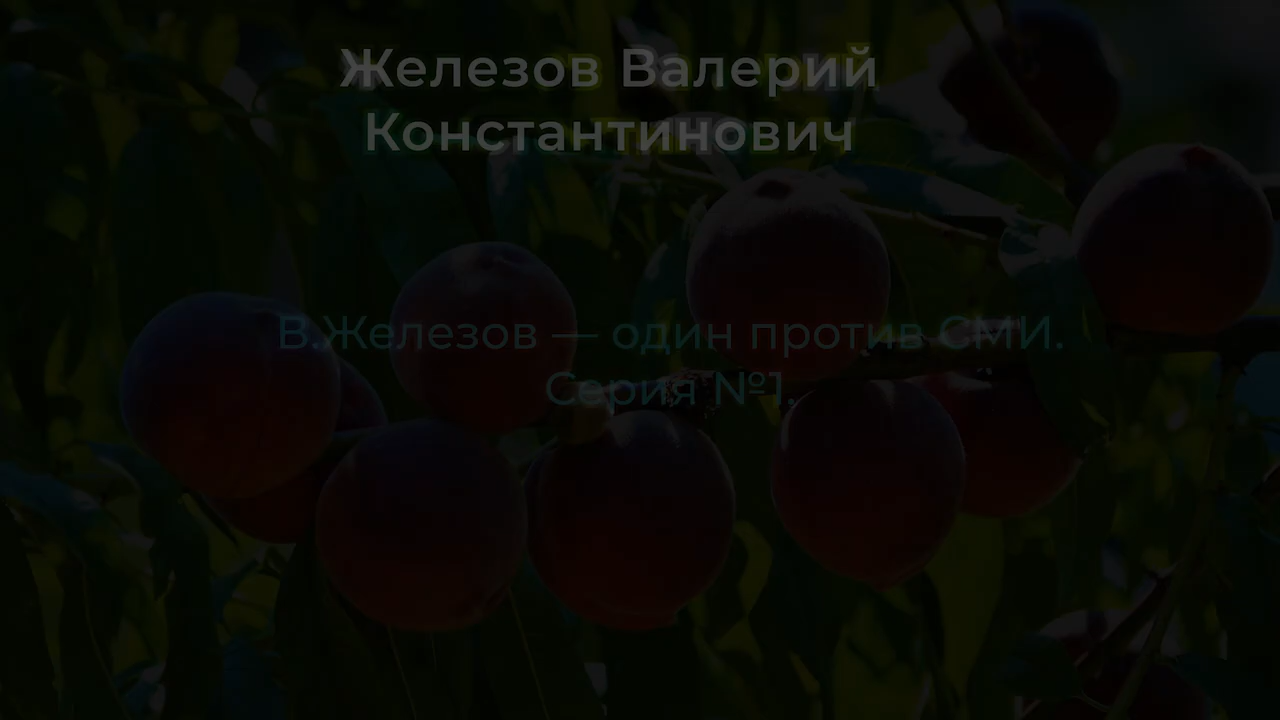 Железов Валерий
Константинович
В.Железов — один против СМИ.
Серия №1.